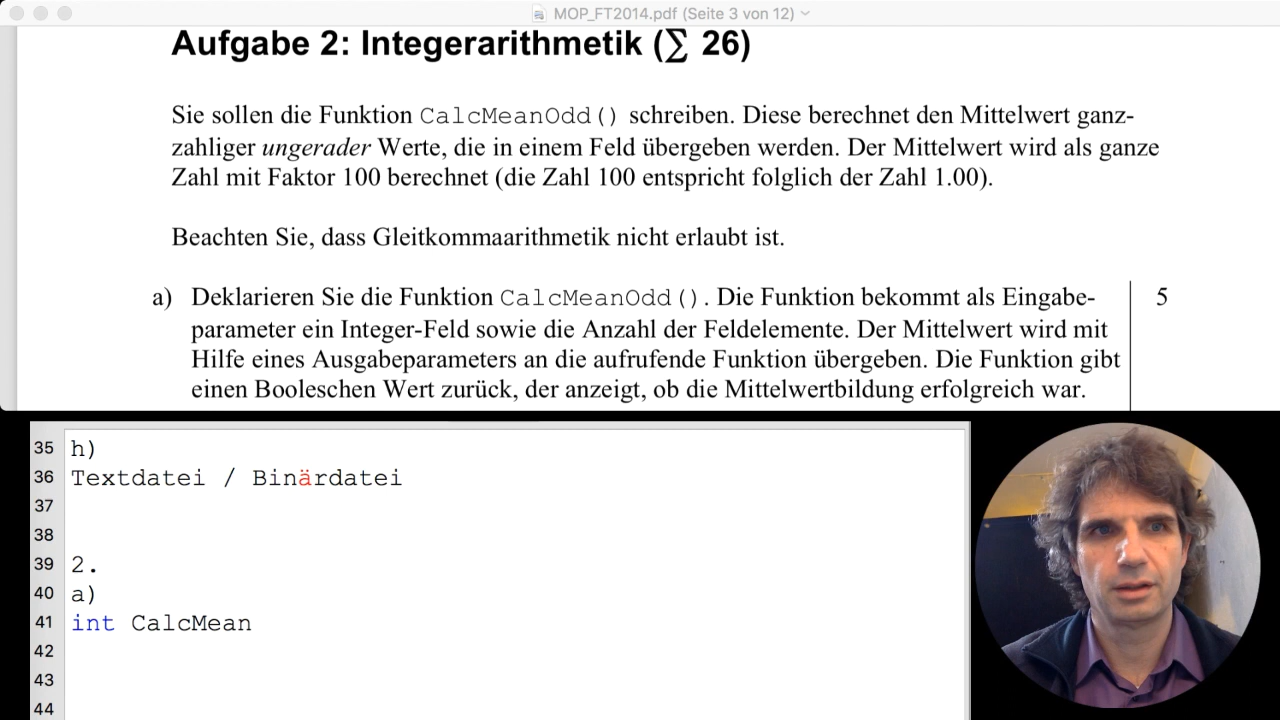 MOP_FT2014.pdf (Seite 3 von 12)
Aufgabe 2: Integerarithmetik (∑ 26)
Sie sollen die Funktion CalcMeanOdd() schreiben. Diese berechnet den Mittelwert ganz-
zahliger ungerader Werte, die in einem Feld übergeben werden. Der Mittelwert wird als ganze
Zahl mit Faktor 100 berechnet (die Zahl 100 entspricht folglich der Zahl 1.00).
Beachten Sie, dass Gleitkommaarithmetik nicht erlaubt ist.
a) Deklarieren Sie die Funktion CalcMeanOdd(). Die Funktion bekommt als Eingabe- 5
parameter ein Integer-Feld sowie die Anzahl der Feldelemente. Der Mittelwert wird mit
Hilfe eines Ausgabeparameters an die aufrufende Funktion übergeben. Die Funktion gibt
einen Booleschen Wert zurück, der anzeigt, ob die Mittelwertbildung erfolgreich war.
35 h)
36 Textdatei / Binärdatei
37
38
39 2.
40 a)
41 int CalcMean
42
43
44